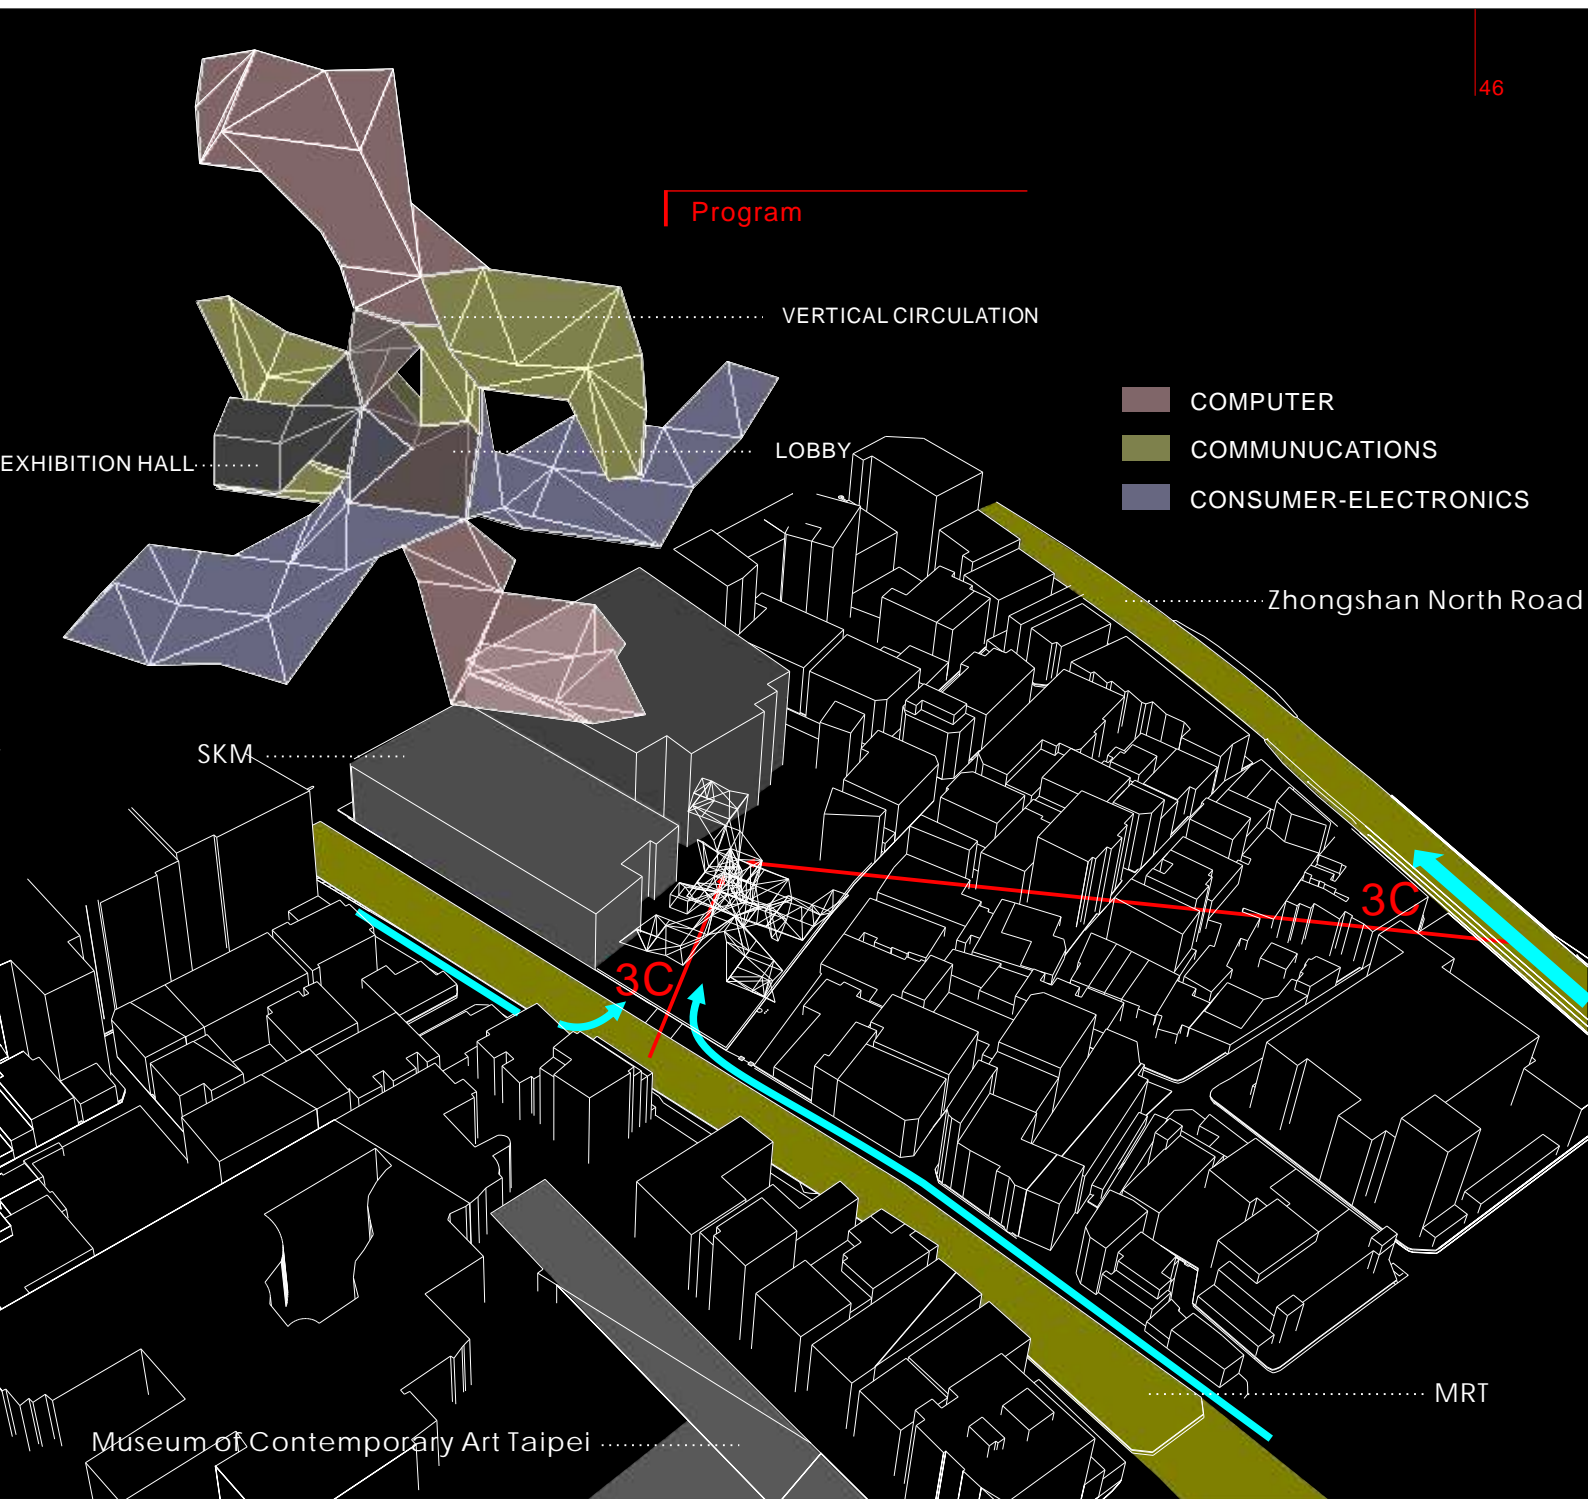 46
Program
VERTICAL CIRCULATION
COMPUTER
COMMUNUCATIONS
EXHIBITION HALL
LOBBY
CONSUMER-ELECTRONICS
Zhongshan North Road
SKM
3C
3C
MRT
Museum of Contemporary Art Taipei